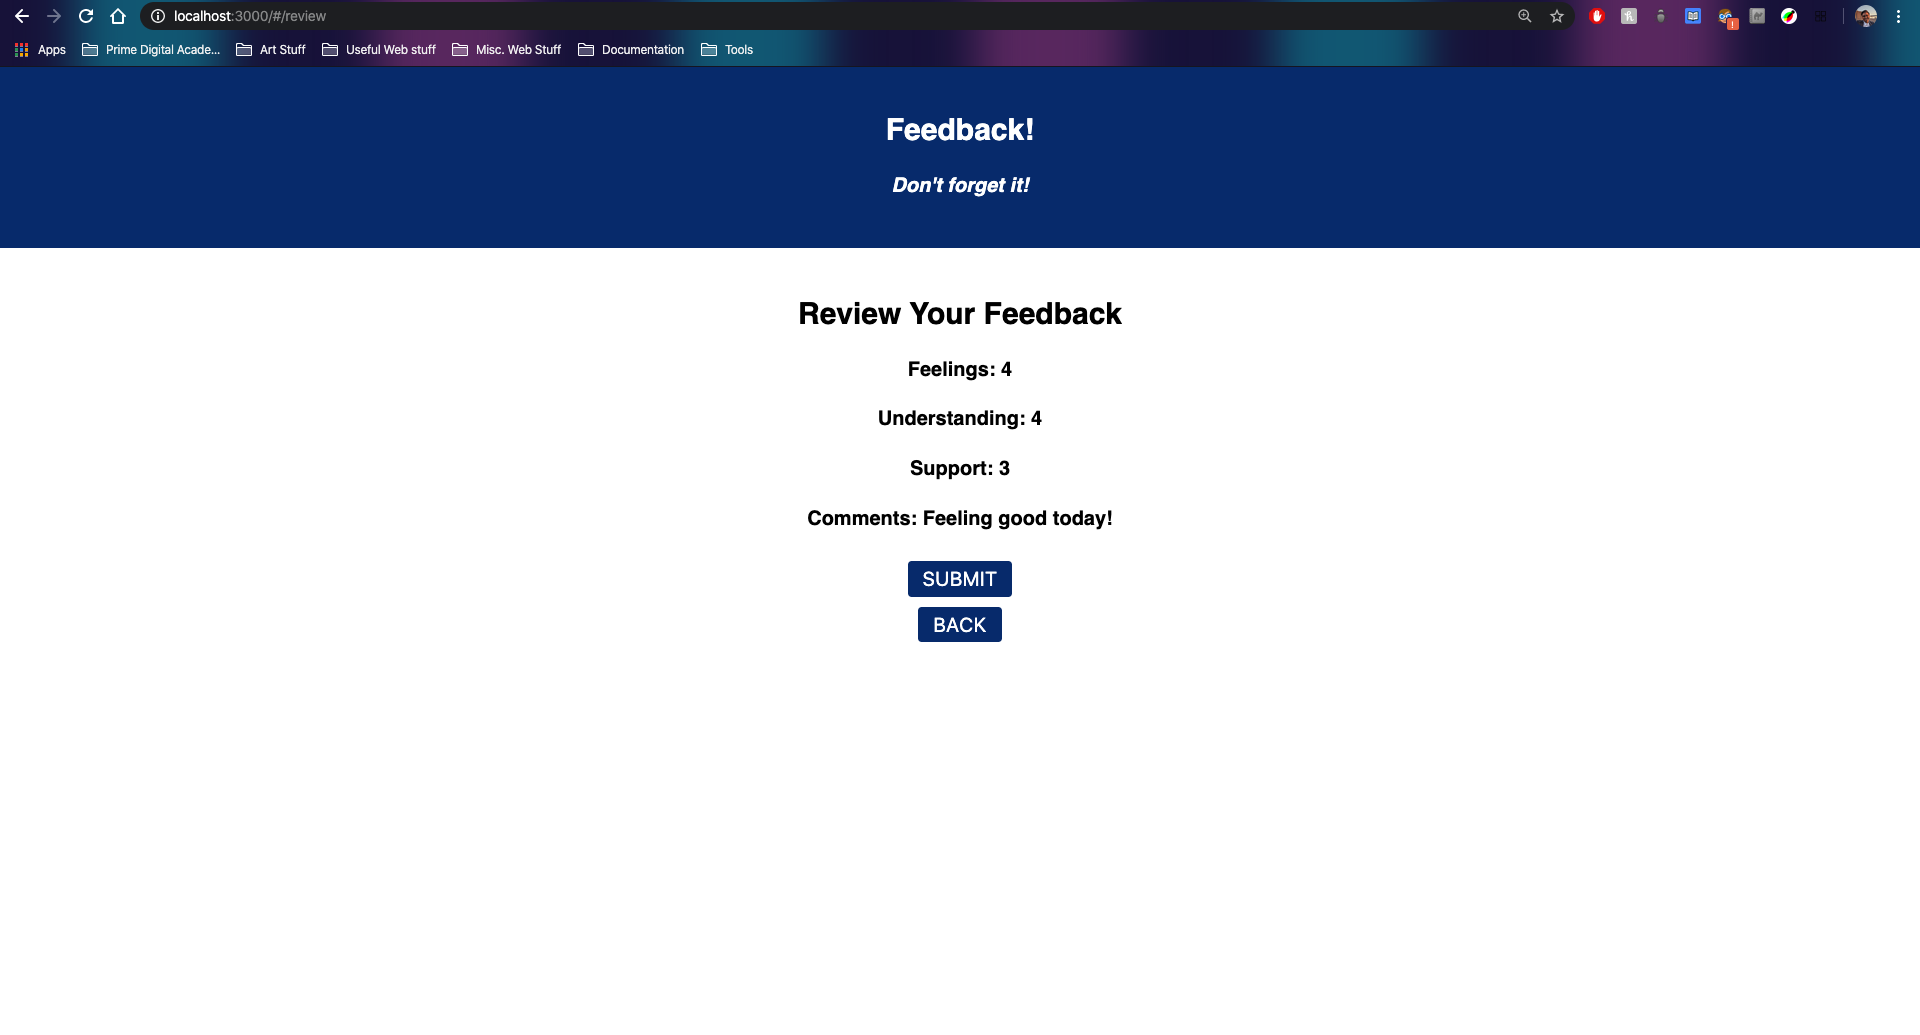 localhost:3000/#/review
Apps Prime Digital Acade... Art Stuff Useful Web stuff Misc. Web Stuff Documentation Tools
Feedback!
Don't forget it!
Review Your Feedback
Feelings: 4
Understanding: 4
Support: 3
Comments: Feeling good today!
SUBMIT
BACK